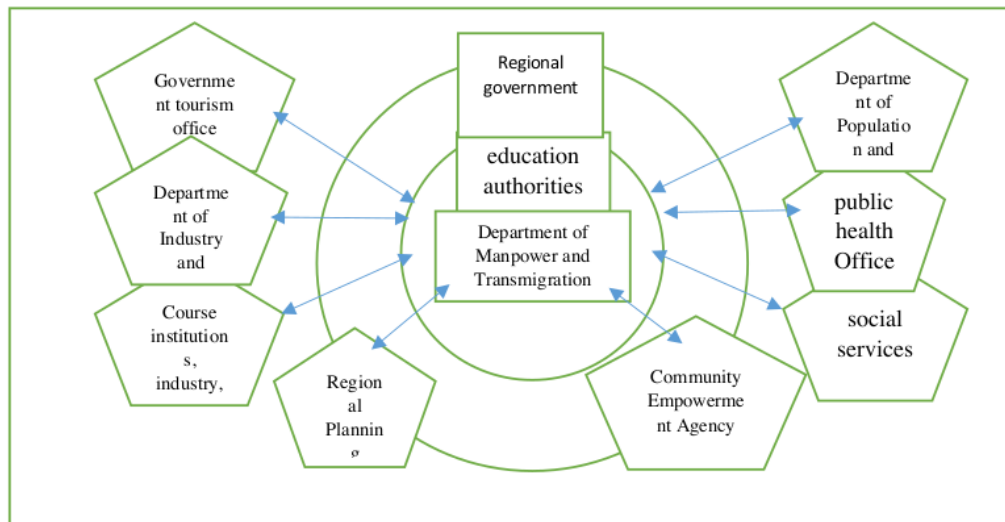 Regional
government
education
authorities
Department of
Manpower and
Transmigration
Governme
nt tourism
office
Departme
nt of
Industry and
Course
institution
s,
industry,
Region
al
Plannin
g
Community
Empowerme
nt Agency
Departme
nt of
Populatio
n and
public
health
Office
social
services